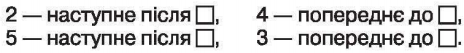 2 — наступне після □, 4 — попереднє до □,
5 — наступне після □, 3 — попереднє до □.